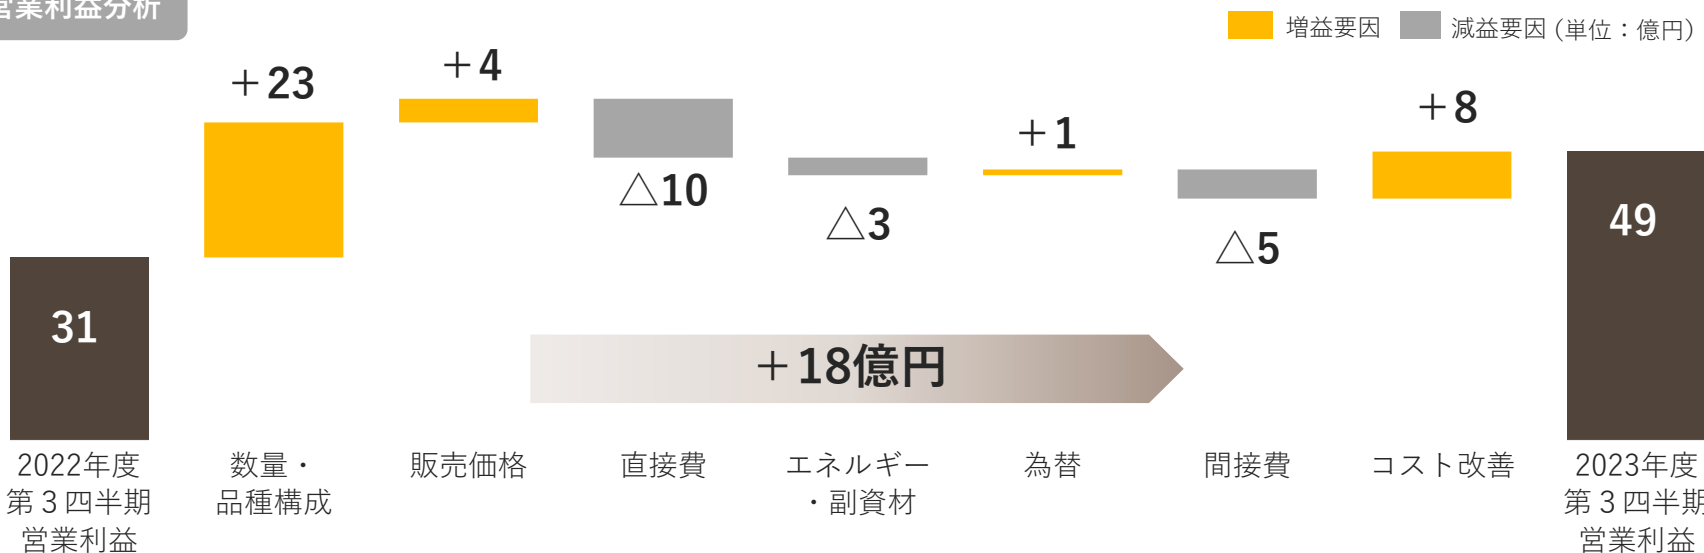 営業利益分析
増益要因 減益要因 (単位：億円)
＋23
＋4
△10
△3
＋1
△5
＋8
31
49
＋18億円
2022年度
第３四半期
営業利益
数量・
品種構成
販売価格
直接費
エネルギー
・副資材
為替
間接費
コスト改善
2023年度
第３四半期
営業利益